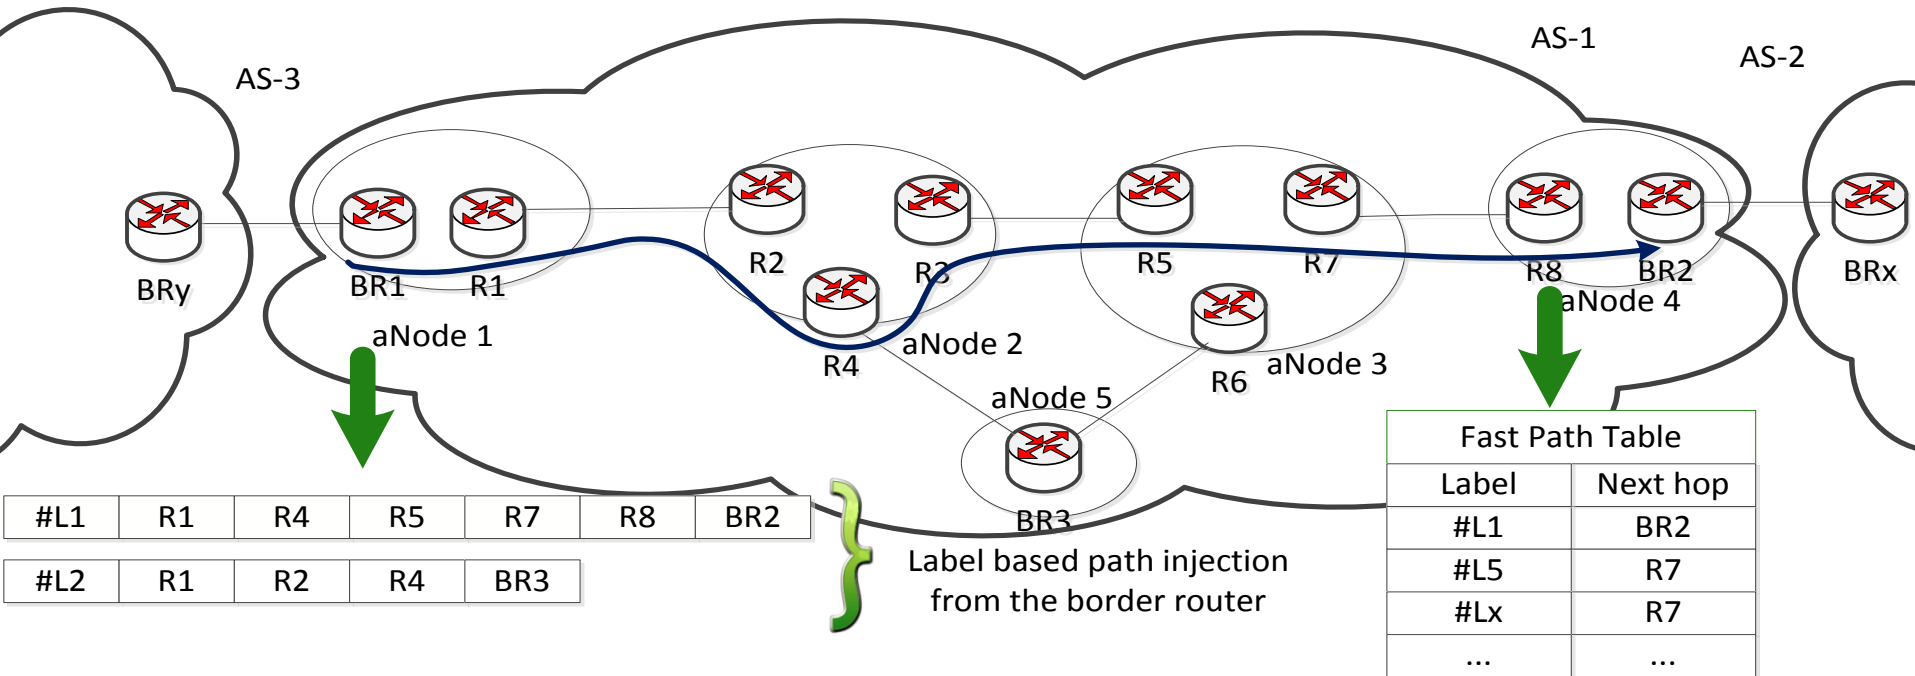 AS-1
AS-2
AS-3
R2
R3
R5
R7
R8
BR2
BRx
BRy
BR1
R1
aNode 4
aNode 1
aNode 2
R4
aNode 3
R6
aNode 5
BR3
Fast Path Table
Label Next hop
#L1 BR2
#L5 R7
#Lx R7
... ...
#L1 R1 R4 R5 R7 R8 BR2
#L2 R1 R2 R4 BR3
Label based path injection
from the border router